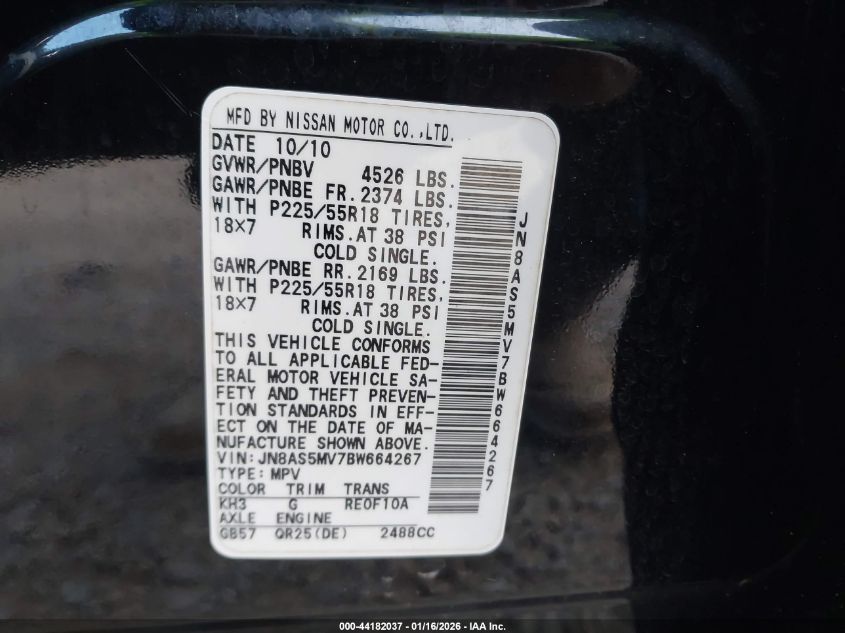 MFD BY NISSAN MOTOR CO.,LTD.
DATE 10/10
GVWR/PNBV 4526 LBS.
GAWR/PNBE FR. 2374 LBS.
WITH P225/55R18 TIRES,
18X7 RIMS.AT 38 PSI
COLD SINGLE.
GAWR/PNBE RR. 2169 LBS.
WITH P225/55R18 TIRES,
18X7 RIMS.AT 38 PSI
COLD SINGLE.
THIS VEHICLE CONFORMS
TO ALL APPLICABLE FED-
ERAL MOTOR VEHICLE SA-
FETY AND THEFT PREVEN-
TION STANDARDS IN EFF-
ECT ON THE DATE OF MA-
NUFACTURE SHOWN ABOVE.
VIN: JN8AS5MV7BW664267
TYPE: MPV
COLOR TRIM TRANS
KH3 G RE0F10A
AXLE ENGINE
GB57 QR25(DE) 2488CC
JN8AS5MV7BW664267
000-44182037 - 01/16/2026 - IAA Inc.